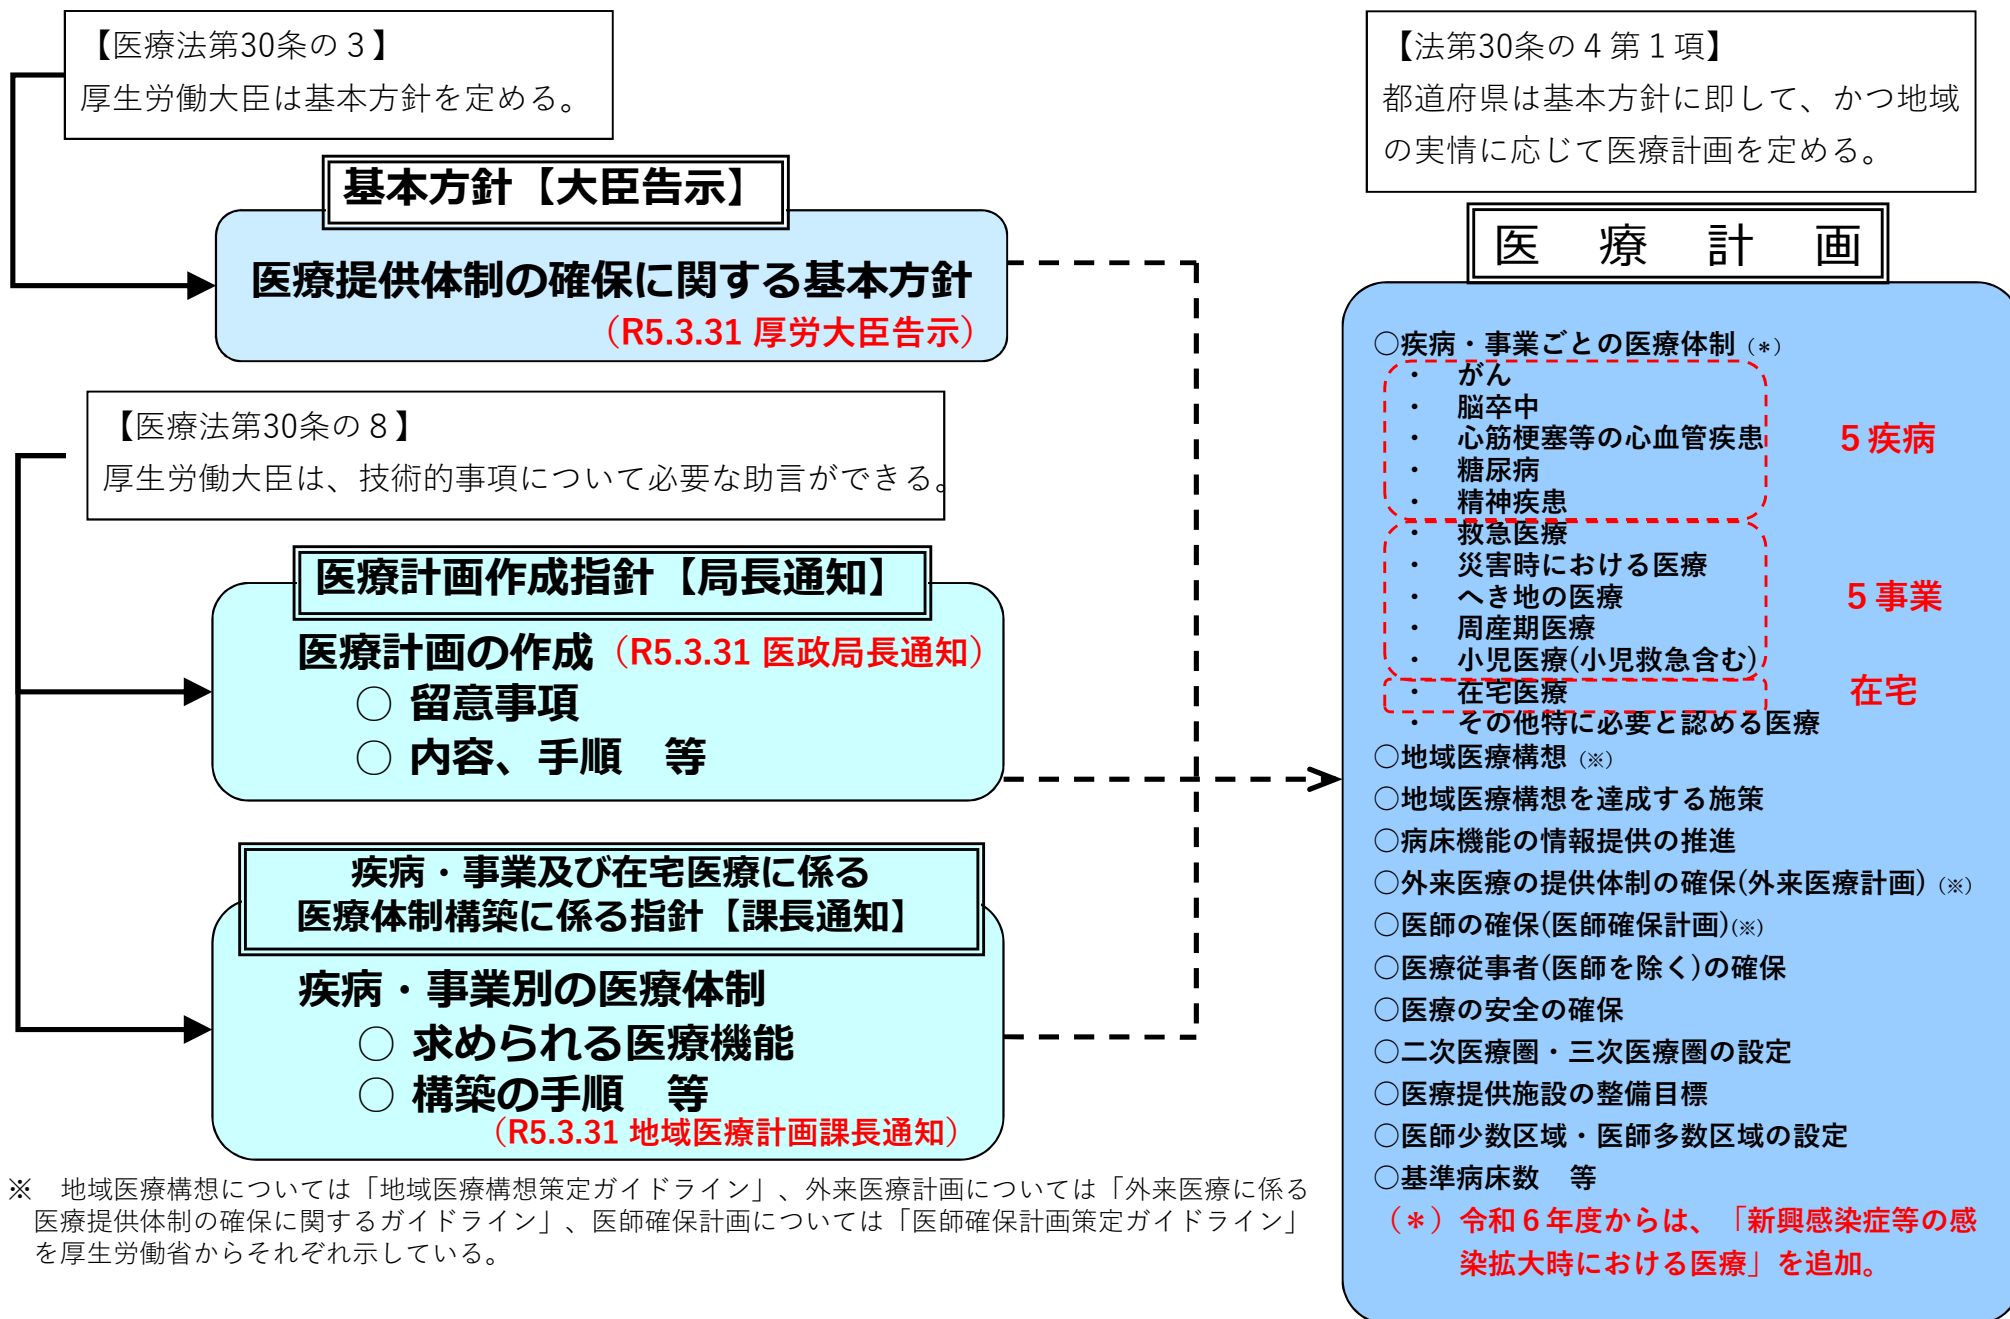 【医療法第30条の３】
厚生労働大臣は基本方針を定める。
基本方針【大臣告示】
医療提供体制の確保に関する基本方針
（R5.3.31 厚労大臣告示）
【医療法第30条の８】
厚生労働大臣は、技術的事項について必要な助言ができる。
医療計画作成指針【局長通知】
医療計画の作成（R5.3.31 医政局長通知）
○ 留意事項
○ 内容、手順　等
疾病・事業及び在宅医療に係る
医療体制構築に係る指針【課長通知】
疾病・事業別の医療体制
○ 求められる医療機能
○ 構築の手順　等
（R5.3.31 地域医療計画課長通知）
※　地域医療構想については「地域医療構想策定ガイドライン」、外来医療計画については「外来医療に係る
医療提供体制の確保に関するガイドライン」、医師確保計画については「医師確保計画策定ガイドライン」
を厚生労働省からそれぞれ示している。
【法第30条の４第１項】
都道府県は基本方針に即して、かつ地域
の実情に応じて医療計画を定める。
医　療　計　画
○疾病・事業ごとの医療体制（＊）
・　がん
・　脳卒中
・　心筋梗塞等の心血管疾患
・　糖尿病
・　精神疾患
５疾病
・　救急医療
・　災害時における医療
・　へき地の医療
・　周産期医療
・　小児医療(小児救急含む)
５事業
・　在宅医療
在宅
・　その他特に必要と認める医療
○地域医療構想（※）
○地域医療構想を達成する施策
○病床機能の情報提供の推進
○外来医療の提供体制の確保(外来医療計画)（※）
○医師の確保(医師確保計画)(※)
○医療従事者(医師を除く)の確保
○医療の安全の確保
○二次医療圏・三次医療圏の設定
○医療提供施設の整備目標
○医師少数区域・医師多数区域の設定
○基準病床数　等
（＊）令和６年度からは、「新興感染症等の感
染拡大時における医療」を追加。